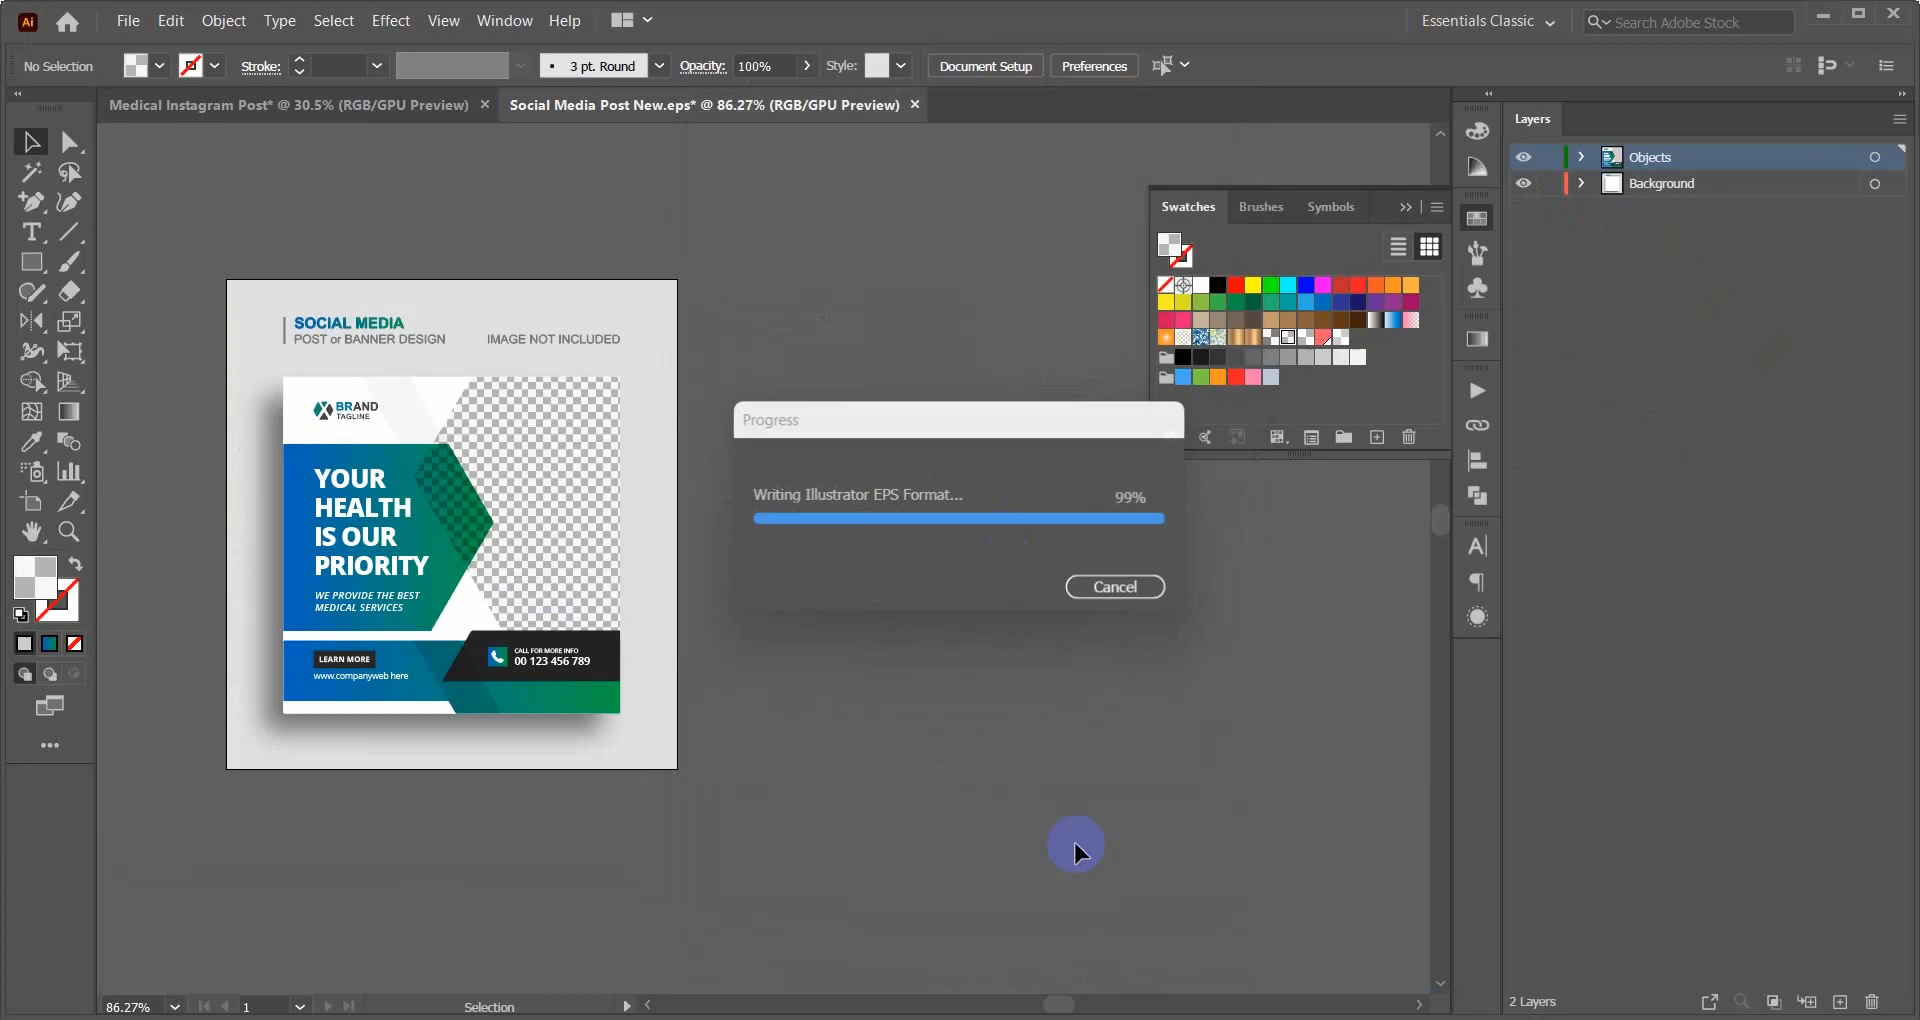 Ai File Edit Object Type Select Effect View Window Help Essentials Classic Search Adobe Stock
No Selection Stroke: 3 pt. Round Opacity: 100% Style: Document Setup Preferences
Medical Instagram Post* @ 30.5% (RGB/GPU Preview) Social Media Post New.eps* @ 86.27% (RGB/GPU Preview)
Layers
Objects
Background
Swatches Brushes Symbols
SOCIAL MEDIA
POST or BANNER DESIGN IMAGE NOT INCLUDED
BRAND
TAGLINE
YOUR
HEALTH
IS OUR
PRIORITY
WE PROVIDE THE BEST
MEDICAL SERVICES
LEARN MORE
www.companyweb here
CALL FOR MORE INFO
00 123 456 789
Progress
Writing Illustrator EPS Format... 99%
Cancel
86.27% 1 Selection
2 Layers